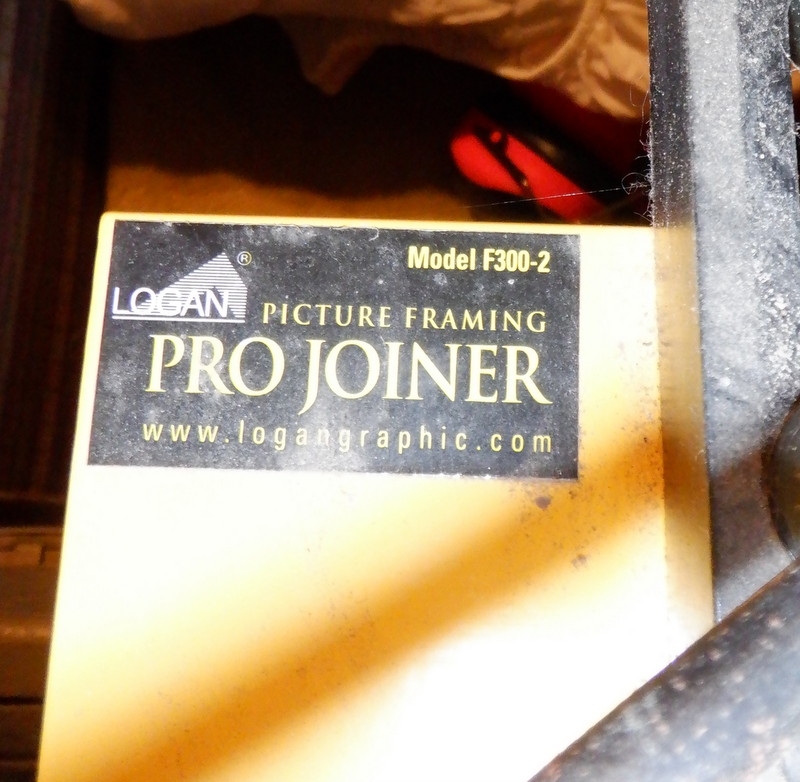 Model F300-2
LOGAN®
PICTURE FRAMING
PRO JOINER
www.logangraphic.com